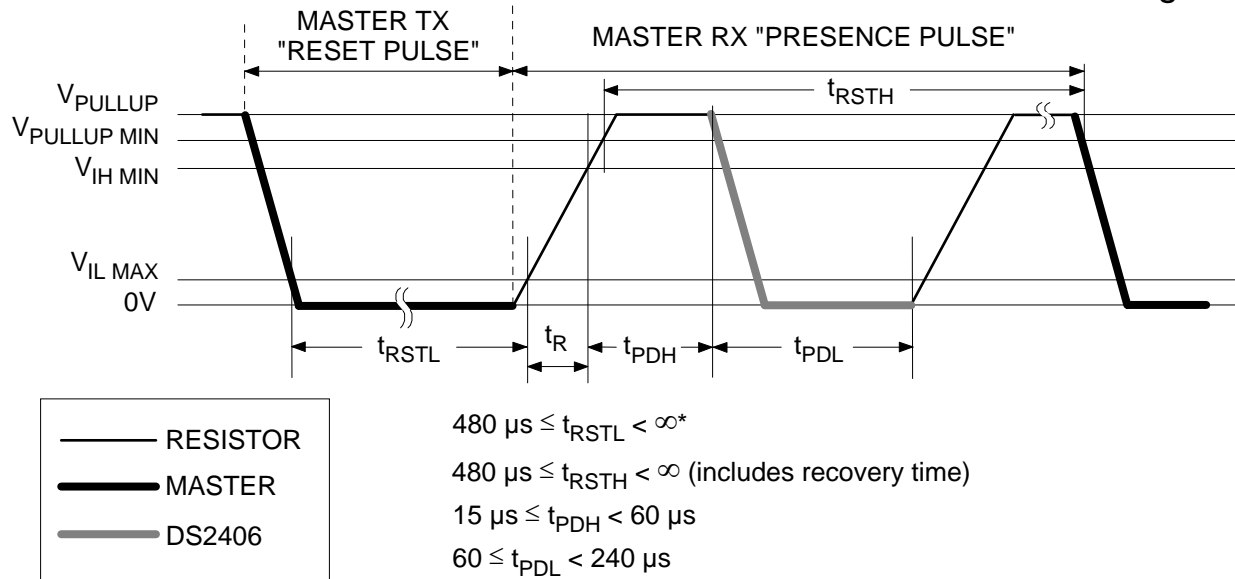 MASTER TX
"RESET PULSE"
MASTER RX "PRESENCE PULSE"
tRSTH
VPULLUP
VPULLUP MIN
VIH MIN
VIL MAX
0V
tRSTL
tR
tPDH
tPDL
RESISTOR
MASTER
DS2406
480 µs ≤ tRSTL < ∞*
480 µs ≤ tRSTH < ∞ (includes recovery time)
15 µs ≤ tPDH < 60 µs
60 ≤ tPDL < 240 µs